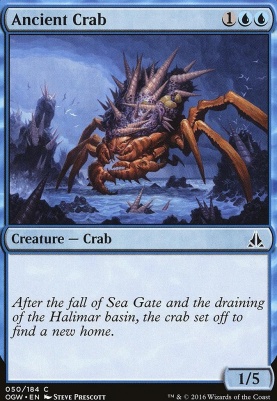 Ancient Crab 1
Creature — Crab
After the fall of Sea Gate and the draining
of the Halimar basin, the crab set off to
find a new home.
1/5
050/184 C
OGW • EN STEVE PRESCOTT ™ & © 2016 Wizards of the Coast